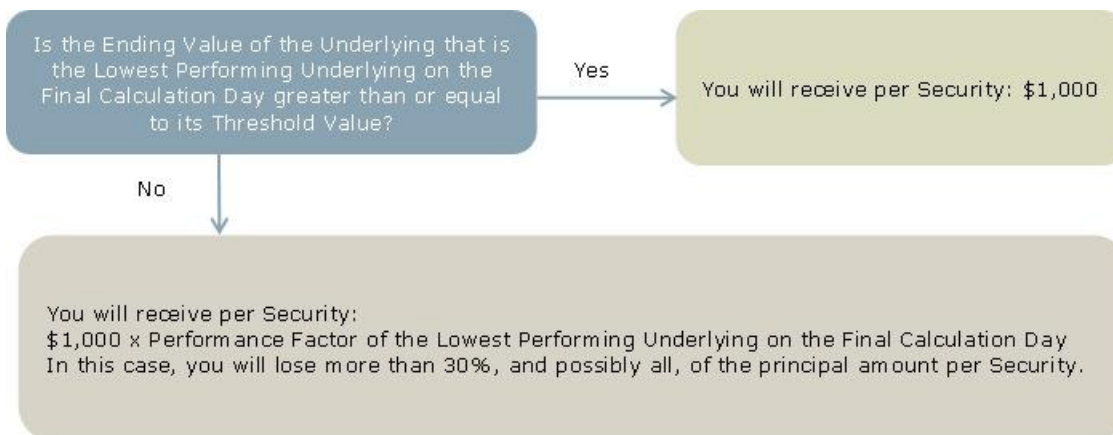 Is the Ending Value of the Underlying that is
the Lowest Performing Underlying on the
Final Calculation Day greater than or equal
to its Threshold Value?
Yes
You will receive per Security: $1,000
No
You will receive per Security:
$1,000 x Performance Factor of the Lowest Performing Underlying on the Final Calculation Day
In this case, you will lose more than 30%, and possibly all, of the principal amount per Security.